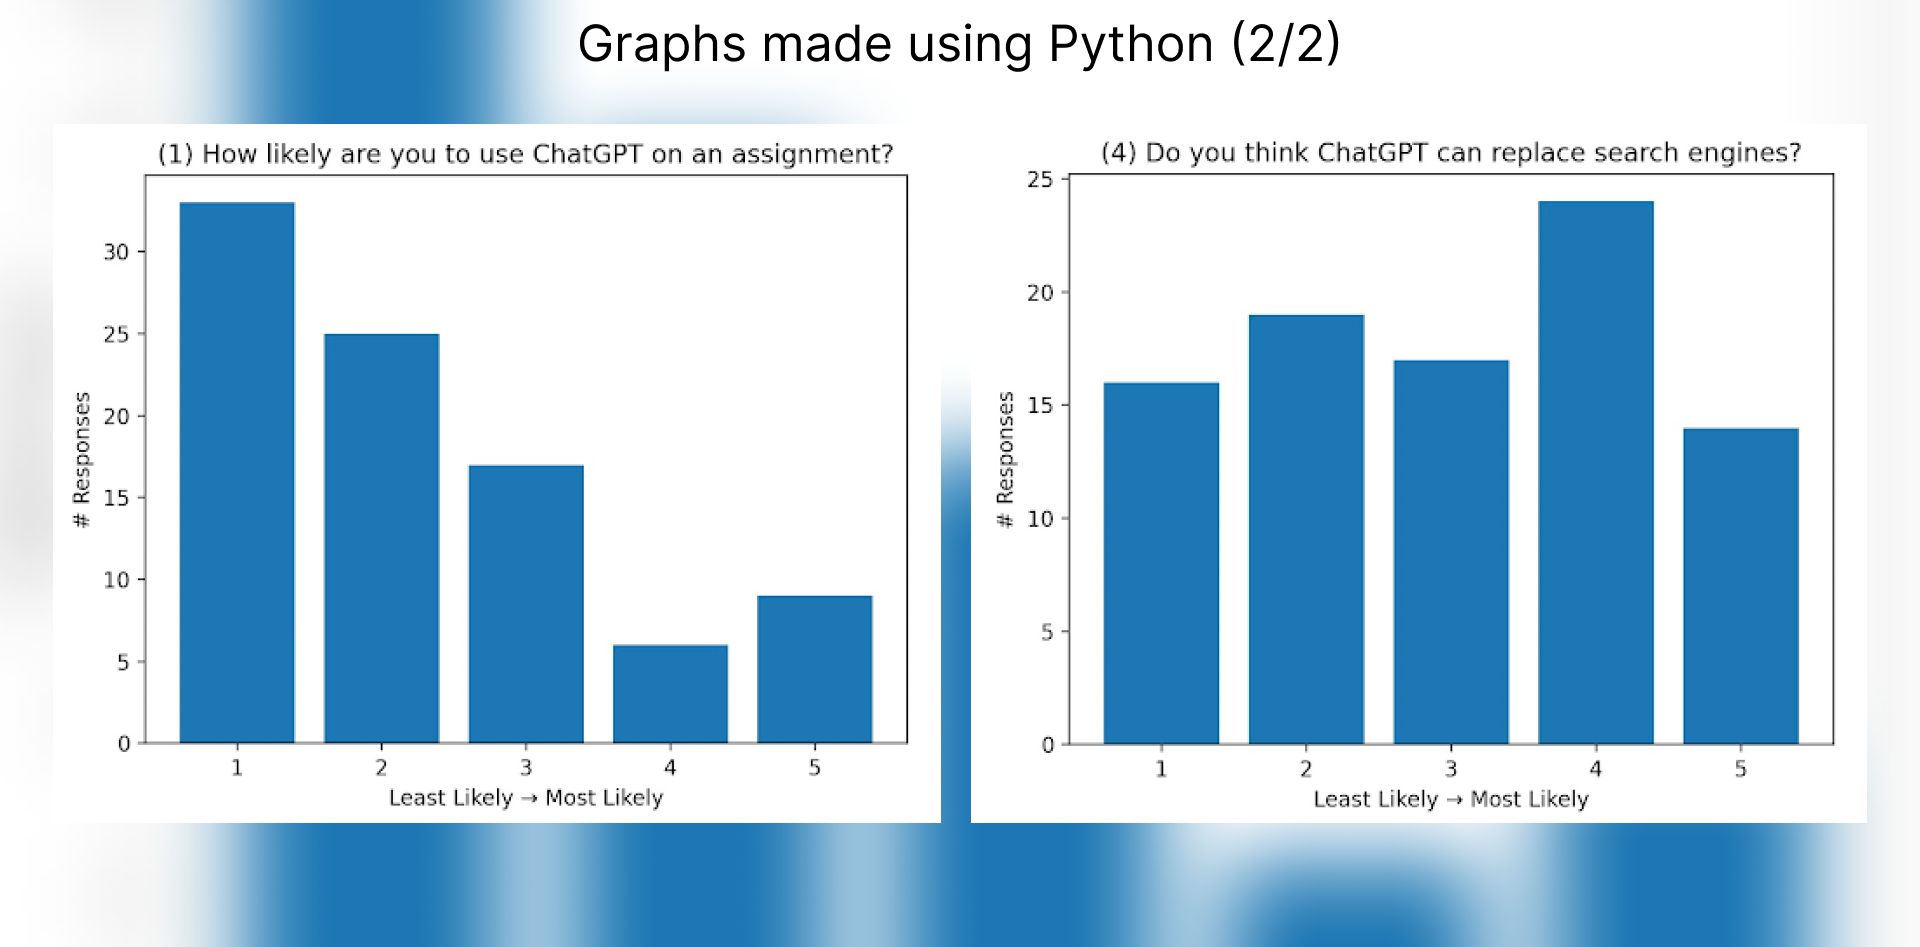 Graphs made using Python (2/2)
(1) How likely are you to use ChatGPT on an assignment?
# Responses
30
25
20
15
10
5
0
1 2 3 4 5
Least Likely → Most Likely
(4) Do you think ChatGPT can replace search engines?
# Responses
25
20
15
10
5
0
1 2 3 4 5
Least Likely → Most Likely